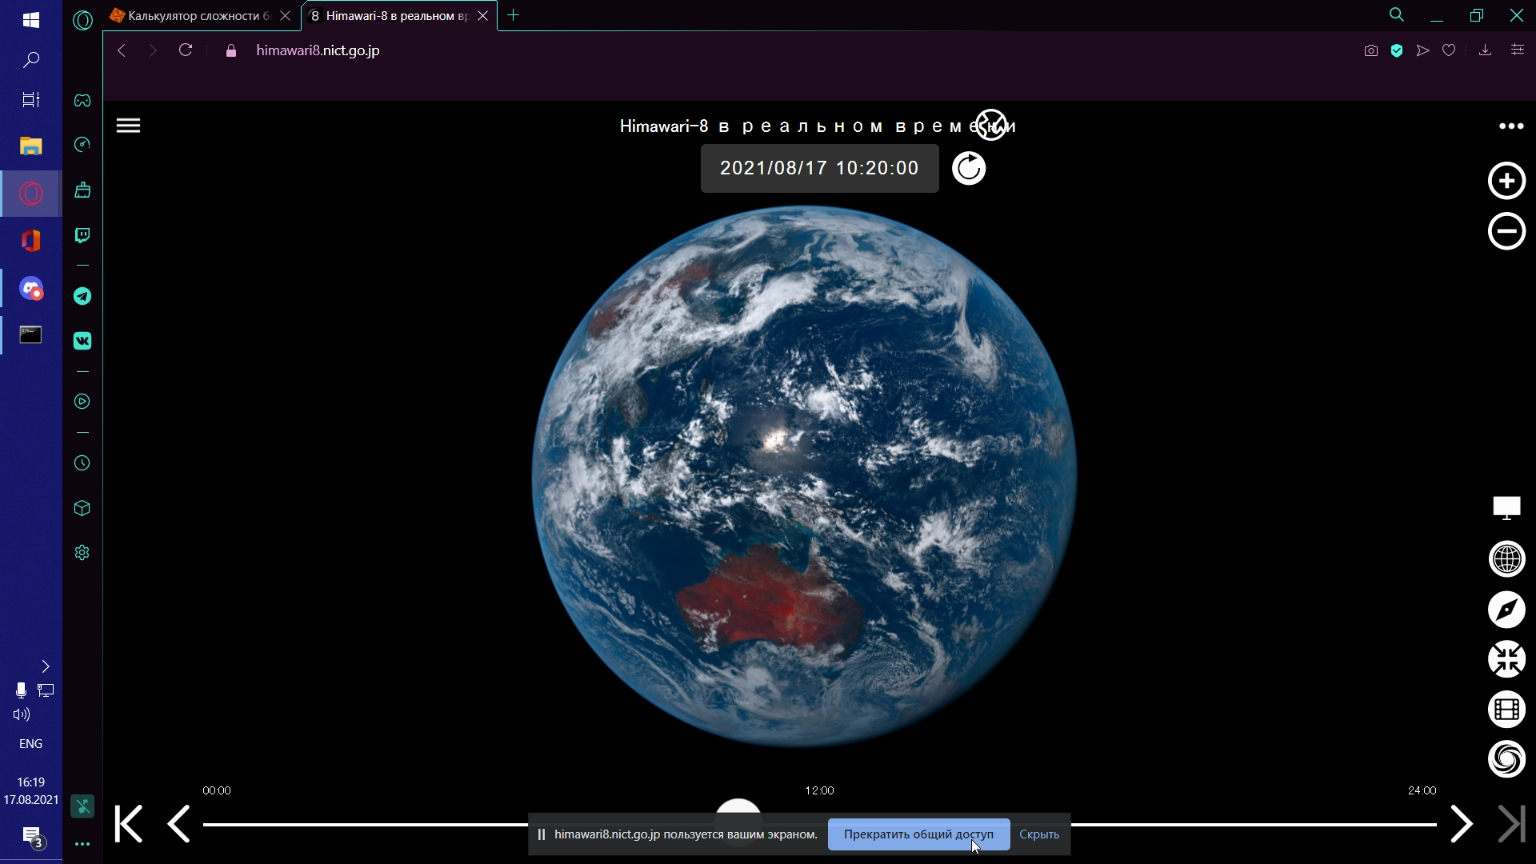 Калькулятор сложности б
Himawari-8 в реальном вр
himawari8.nict.go.jp
Himawari-8 в реальном времени
2021/08/17 10:20:00
00:00
12:00
24:00
himawari8.nict.go.jp пользуется вашим экраном.
Прекратить общий доступ
Скрыть
ENG
16:19
17.08.2021
3